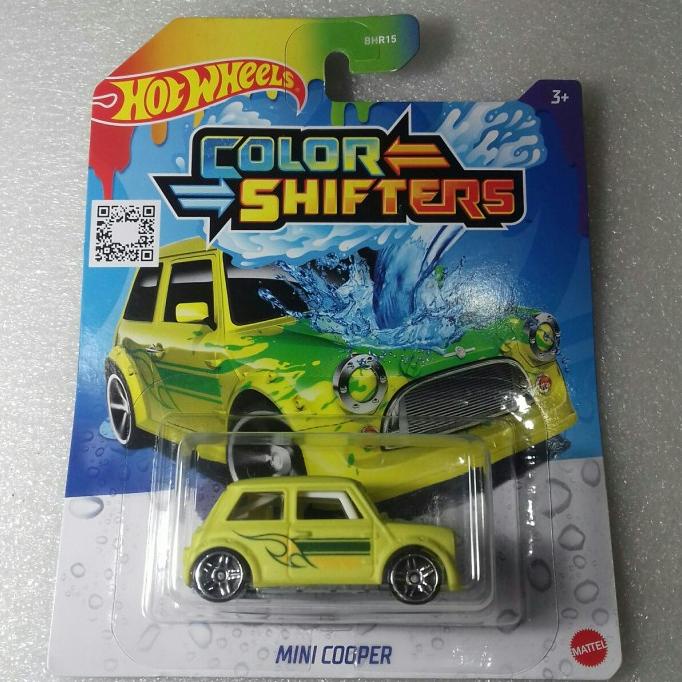 BHR15
HOT WHEELS
3+
COLOR
SHIFTERS
MINI COOPER
MATTEL